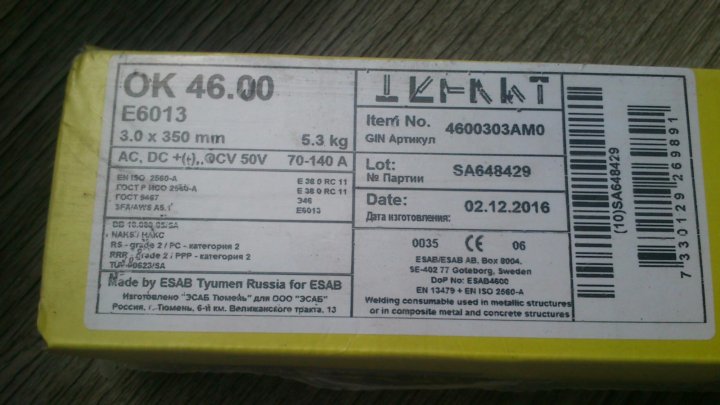 OK 46.00
E6013
3.0 x 350 mm 5.3 kg
AC, DC +(-), OCV 50V 70-140 A
EN ISO 2560-A E 38 0 RC 11
ГОСТ Р ИСО 2560-A E 38 0 RC 11
ГОСТ 9467 Э46
SFA/AWS A5.1 E6013
NAKS / НАКС
RS - grade 2 / РС - категория 2
RRR - grade 2 / РРР - категория 2
Made by ESAB Tyumen Russia for ESAB
Изготовлено "ЭСАБ Тюмень" для ООО "ЭСАБ"
Россия, г. Тюмень, 6-й км. Велижанского тракта, 13
Item No. 4600303AM0
GIN Артикул
Lot: SA648429
№ Партии
Date: 02.12.2016
Дата изготовления:
0035 CE 06
ESAB/ESAB AB, Box 8004,
SE-402 77 Goteborg, Sweden
DoP No: ESAB4600
EN 13479 + EN ISO 2560-A
Welding consumable used in metallic structures
or in composite metal and concrete structures
(10)SA648429
7 330129 269891